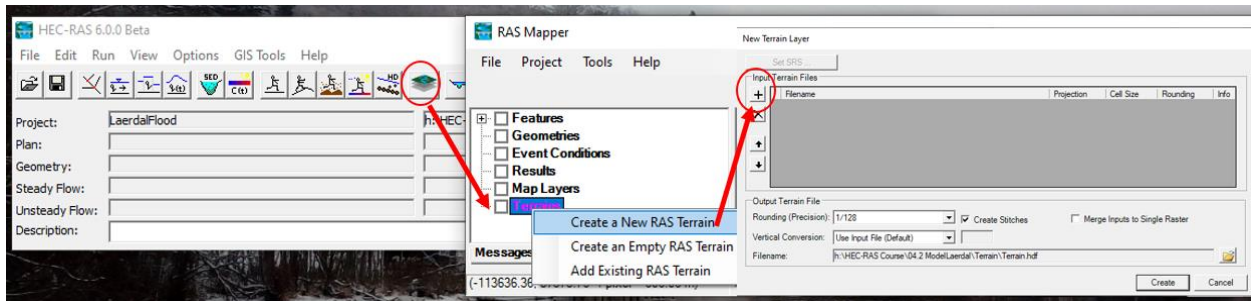 HEC-RAS 6.0.0 Beta
File Edit Run View Options GIS Tools Help
SED
C(t)
HD
Project: LaerdalFlood h:\HEC-
Plan:
Geometry:
Steady Flow:
Unsteady Flow:
Description:
RAS Mapper
File Project Tools Help
Features
Geometries
Event Conditions
Results
Map Layers
Terrains
Create a New RAS Terrain
Create an Empty RAS Terrain
Add Existing RAS Terrain
Messages
New Terrain Layer
Set SRS ...
Input Terrain Files
Filename Projection Cell Size Rounding Info
Output Terrain File
Rounding (Precision): 1/128 Create Stitches Merge Inputs to Single Raster
Vertical Conversion: Use Input File (Default)
Filename: h:\HEC-RAS Course\04.2 ModelLaerdal\Terrain\Terrain.hdf
Create Cancel